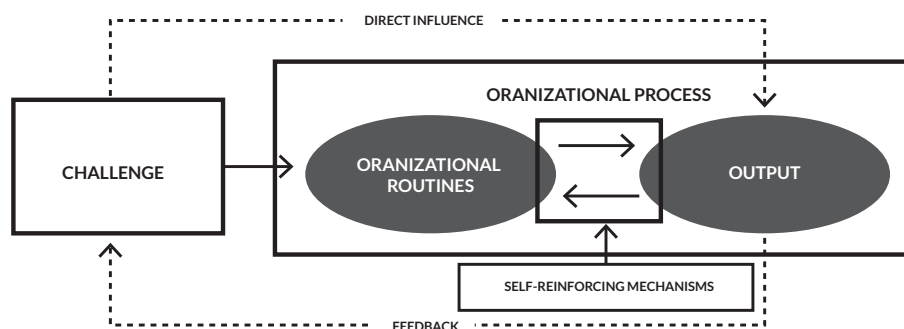 DIRECT INFLUENCE
ORANIZATIONAL PROCESS
CHALLENGE
ORANIZATIONAL
ROUTINES
OUTPUT
SELF-REINFORCING MECHANISMS
FEEDBACK